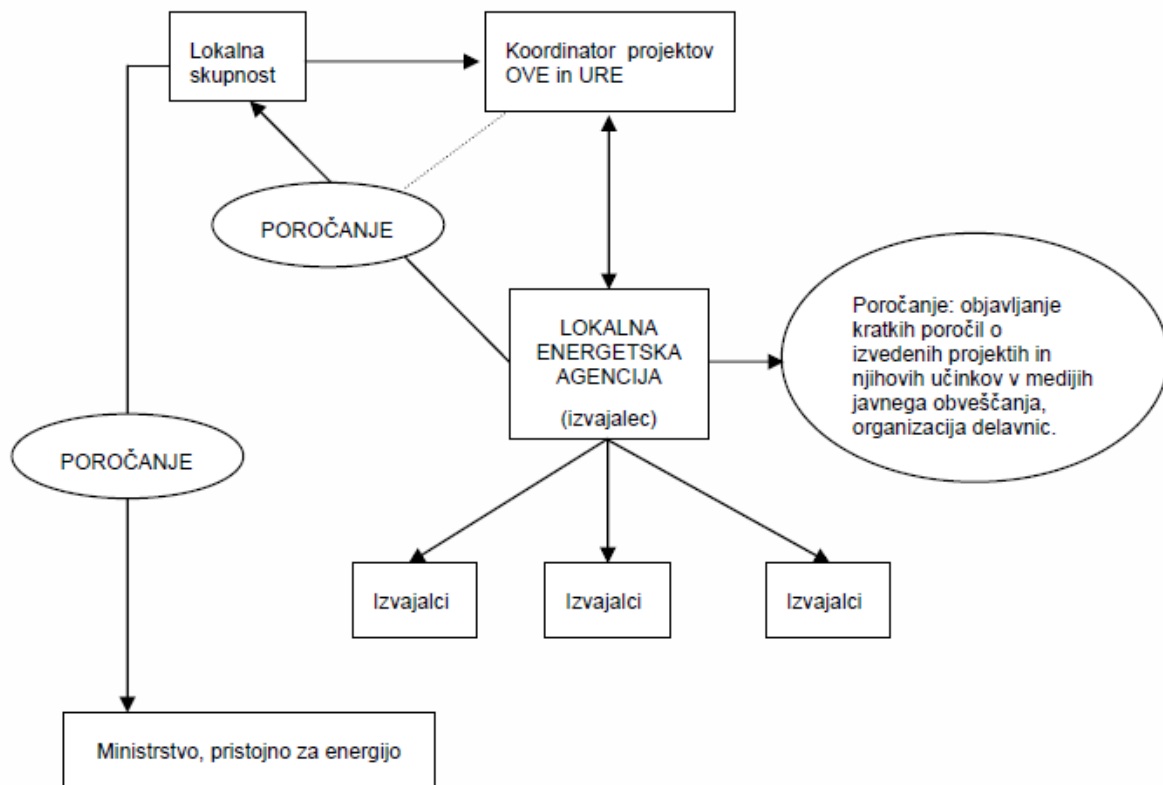 Lokalna
skupnost
Koordinator projektov
OVE in URE
POROČANJE
LOKALNA
ENERGETSKA
AGENCIJA
(izvajalec)
Poročanje: objavljanje
kratkih poročil o
izvedenih projektih in
njihovih učinkov v medijih
javnega obveščanja,
organizacija delavnic.
POROČANJE
Izvajalci
Izvajalci
Izvajalci
Ministrstvo, pristojno za energijo